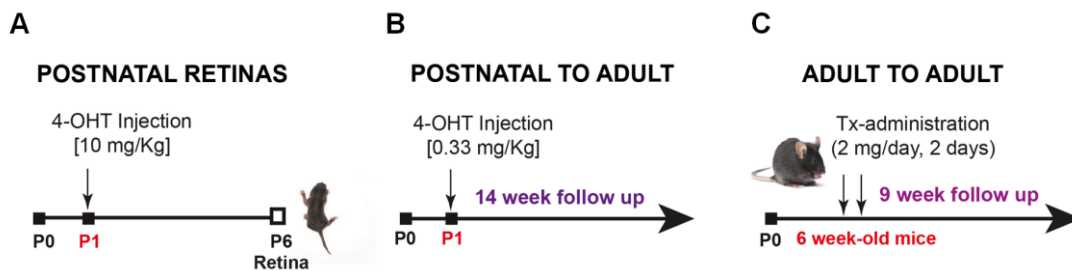 A
POSTNATAL RETINAS
4-OHT Injection
[10 mg/Kg]
P0
P1
P6
Retina
B
POSTNATAL TO ADULT
4-OHT Injection
[0.33 mg/Kg]
14 week follow up
P0
P1
C
ADULT TO ADULT
Tx-administration
(2 mg/day, 2 days)
9 week follow up
P0
6 week-old mice